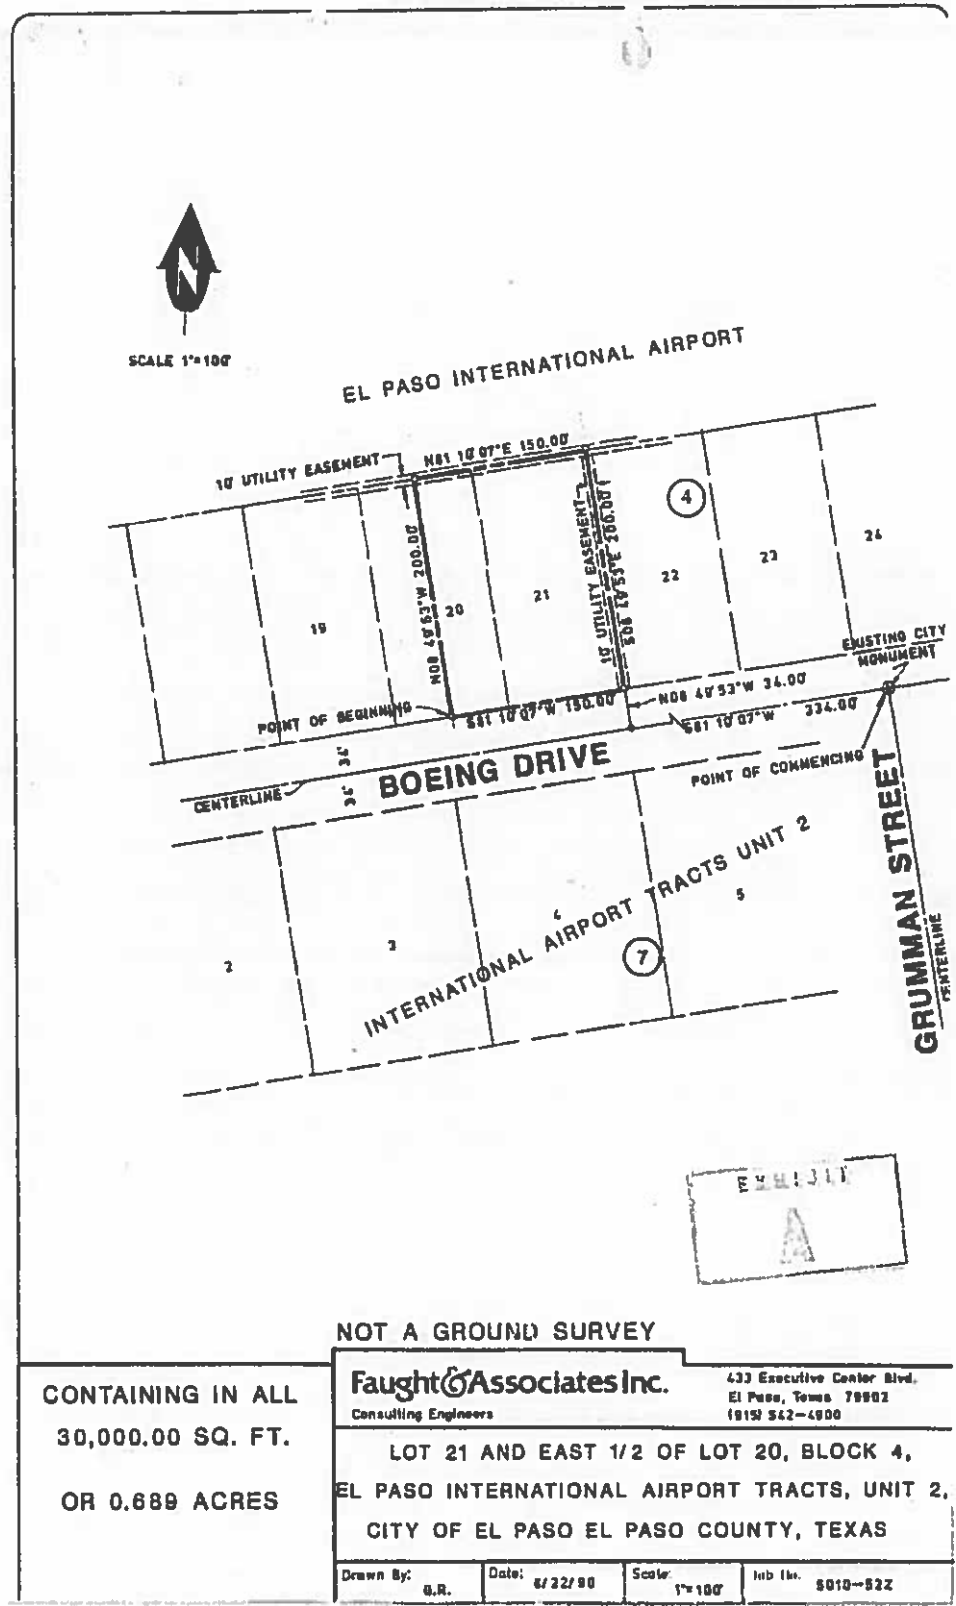 N
SCALE 1"=100'
EL PASO INTERNATIONAL AIRPORT
10' UTILITY EASEMENT
N81 10'07"E 150.00'
4
N08 49'53"W 200.00'
10' UTILITY EASEMENT
S08 49'53"E 200.00'
19
20
21
22
23
24
EXISTING CITY
MONUMENT
POINT OF BEGINNING
S81 10'07"W 150.00'
N08 49'53"W 34.00'
S81 10'07"W 334.00'
CENTERLINE
BOEING DRIVE
POINT OF COMMENCING
GRUMMAN STREET
CENTERLINE
INTERNATIONAL AIRPORT TRACTS UNIT 2
2
3
4
5
7
EXHIBIT
A
NOT A GROUND SURVEY
CONTAINING IN ALL
30,000.00 SQ. FT.
OR 0.689 ACRES
Faught & Associates Inc.
Consulting Engineers
433 Executive Center Blvd.
El Paso, Texas 79902
(915) 542-4900
LOT 21 AND EAST 1/2 OF LOT 20, BLOCK 4,
EL PASO INTERNATIONAL AIRPORT TRACTS, UNIT 2,
CITY OF EL PASO EL PASO COUNTY, TEXAS
Drawn By: G.R.
Date: 6/22/90
Scale: 1"=100'
Job No. 5010-52Z